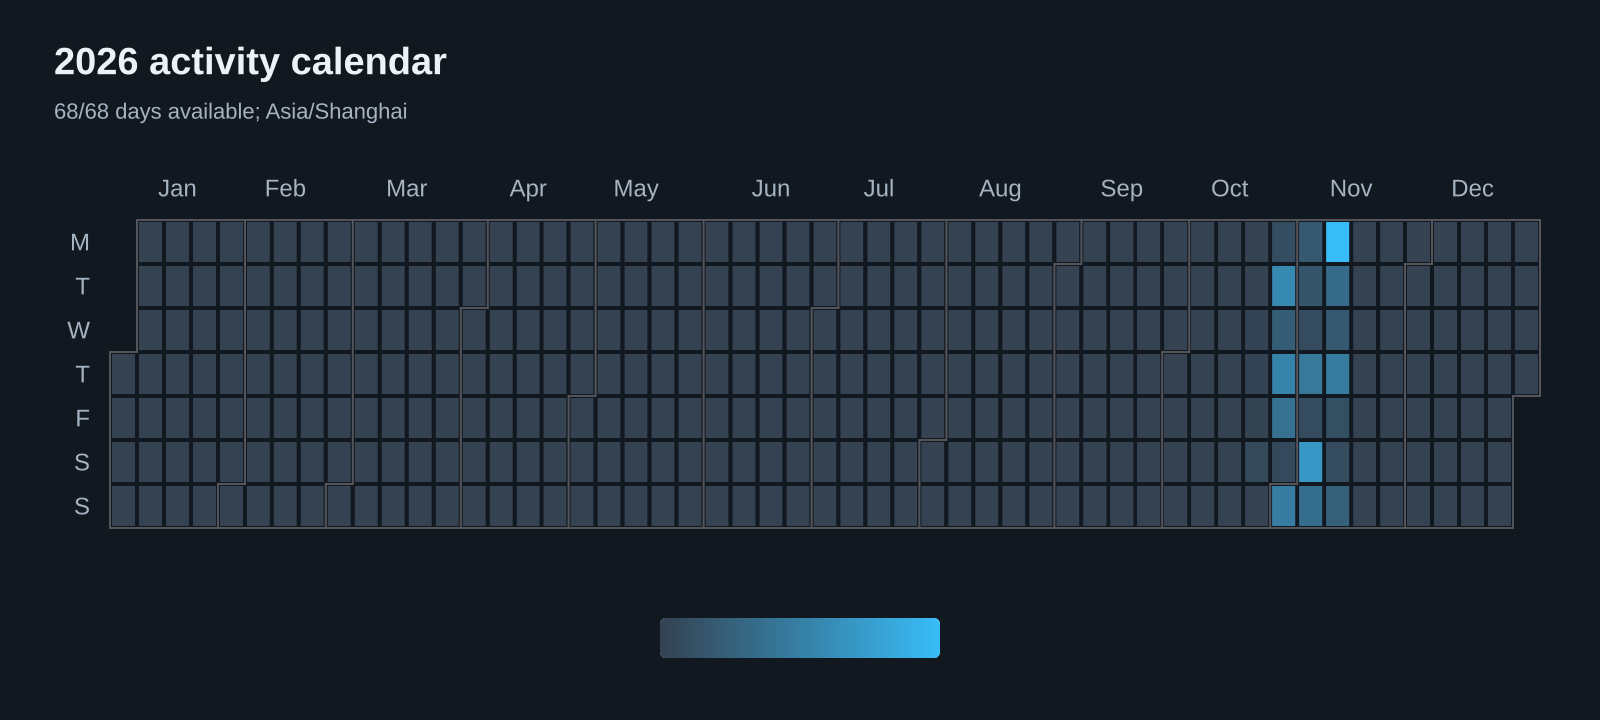 2026 activity calendar
68/68 days available; Asia/Shanghai
Jan Feb Mar Apr May Jun Jul Aug Sep Oct Nov Dec
M
T
W
T
F
S
S